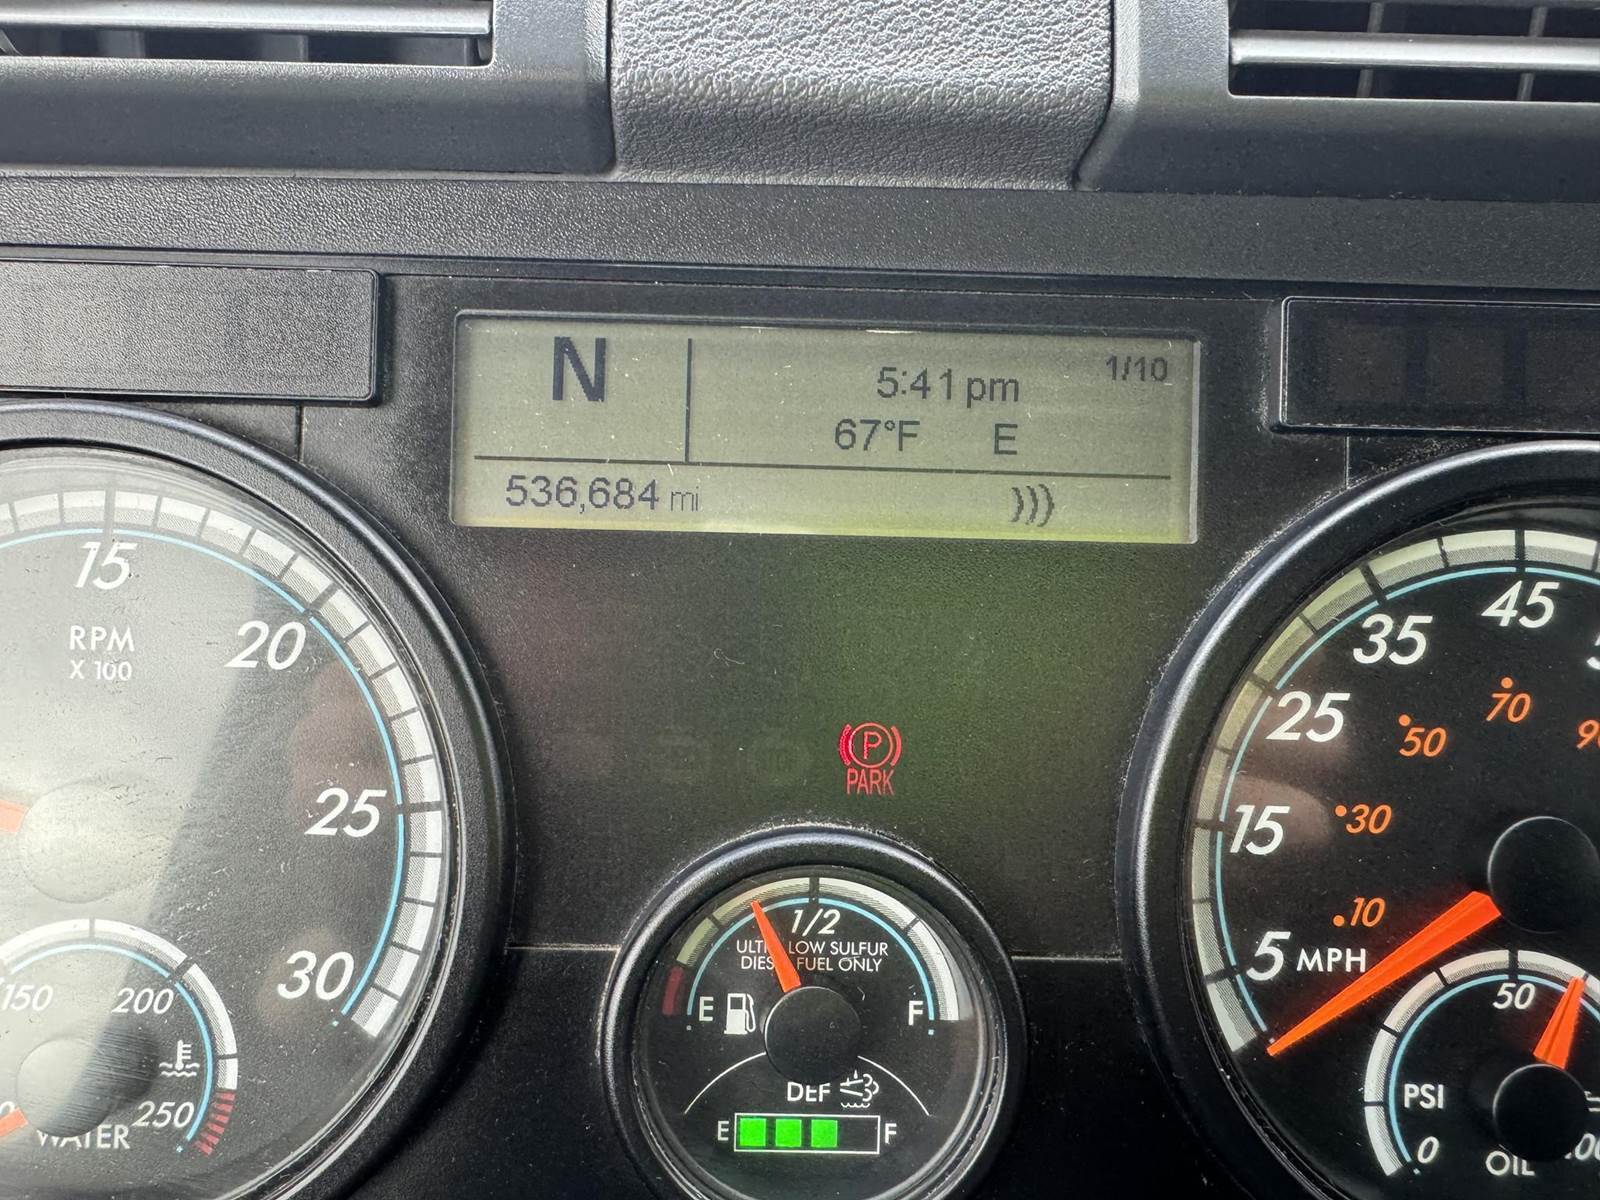 N
5:41 pm
1/10
67°F E
536,684 mi
)))
15
RPM
X 100
20
25
30
150
200
250
WATER
P
PARK
1/2
ULTRA LOW SULFUR
DIESEL FUEL ONLY
E
F
DEF
E
F
45
35
25
15
5 MPH
70
50
30
10
50
PSI
0
OIL